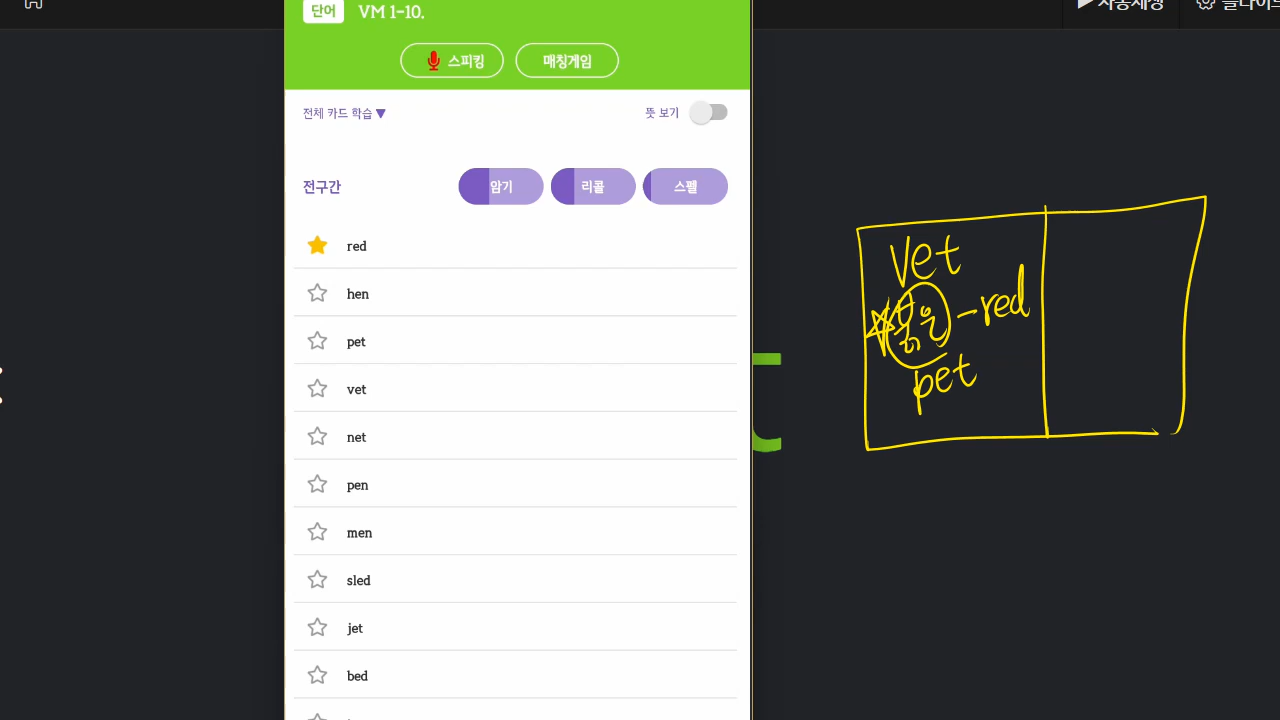 단어 VM 1-10.
자동재생
스피킹 매칭게임
전체 카드 학습 ▼ 뜻 보기
전구간 암기 리콜 스펠
red
hen
pet
vet
net
pen
men
sled
jet
bed
vet
-red
pet